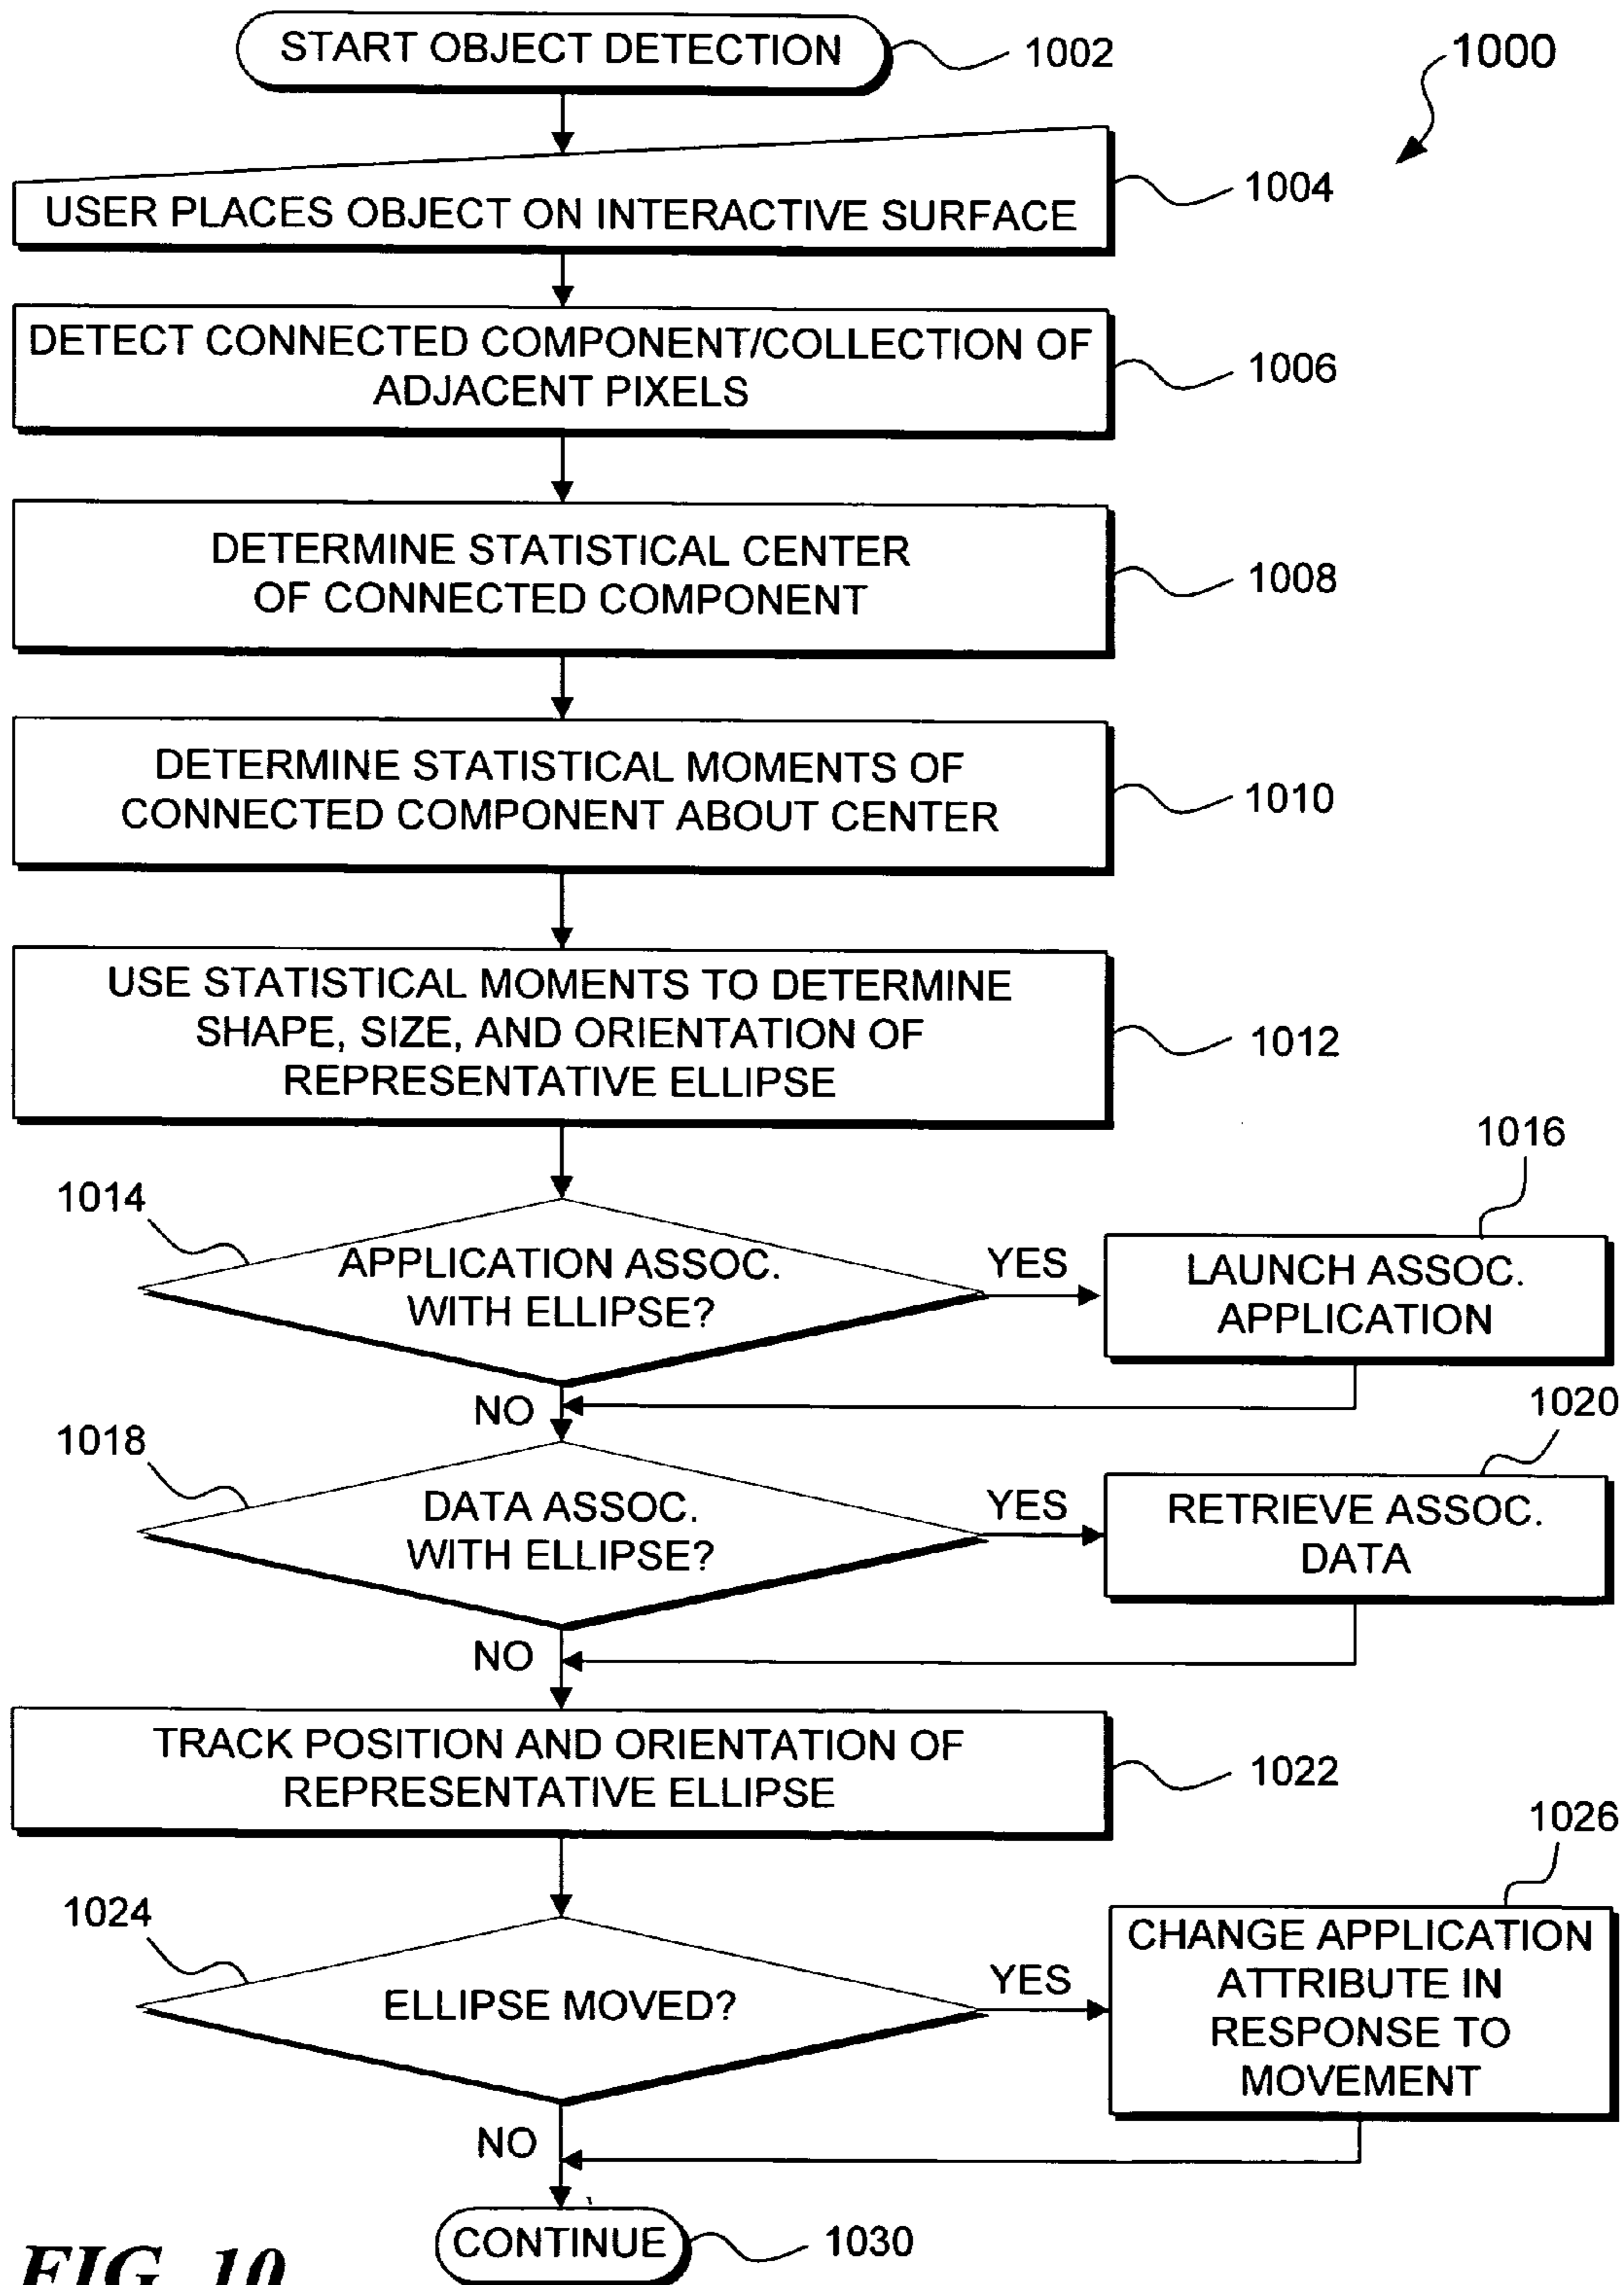 START OBJECT DETECTION
1002
1000
USER PLACES OBJECT ON INTERACTIVE SURFACE
1004
DETECT CONNECTED COMPONENT/COLLECTION OF
ADJACENT PIXELS
1006
DETERMINE STATISTICAL CENTER
OF CONNECTED COMPONENT
1008
DETERMINE STATISTICAL MOMENTS OF
CONNECTED COMPONENT ABOUT CENTER
1010
USE STATISTICAL MOMENTS TO DETERMINE
SHAPE, SIZE, AND ORIENTATION OF
REPRESENTATIVE ELLIPSE
1012
1014
APPLICATION ASSOC.
WITH ELLIPSE?
YES
1016
LAUNCH ASSOC.
APPLICATION
NO
1018
DATA ASSOC.
WITH ELLIPSE?
YES
1020
RETRIEVE ASSOC.
DATA
NO
TRACK POSITION AND ORIENTATION OF
REPRESENTATIVE ELLIPSE
1022
1024
ELLIPSE MOVED?
YES
1026
CHANGE APPLICATION
ATTRIBUTE IN
RESPONSE TO
MOVEMENT
NO
CONTINUE
1030
FIG. 10